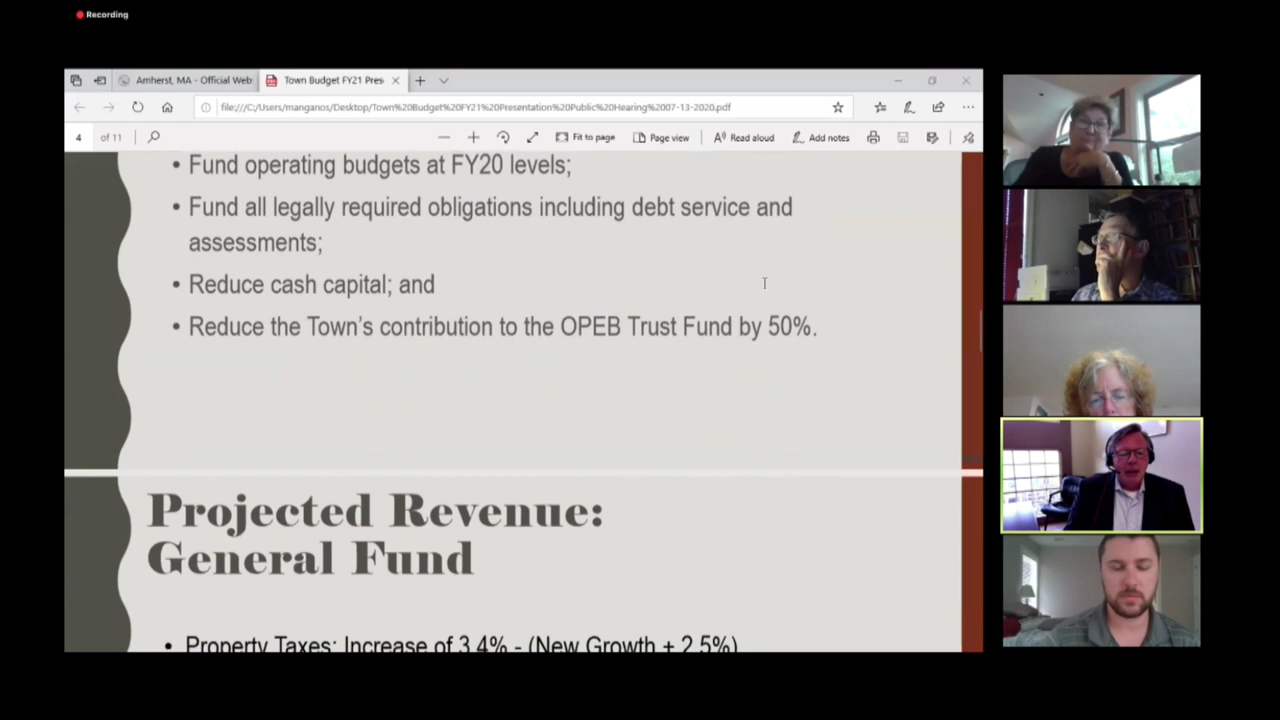 Recording
Amherst, MA - Official Web
Town Budget FY21 Pres
file:///C:/Users/manganos/Desktop/Town%20Budget%20FY21%20Presentation%20Public%20Hearing%2007-13-2020.pdf
4 of 11
Fit to page
Page view
Read aloud
Add notes
• Fund operating budgets at FY20 levels;
• Fund all legally required obligations including debt service and
assessments;
• Reduce cash capital; and
• Reduce the Town's contribution to the OPEB Trust Fund by 50%.
Projected Revenue:
General Fund
• Property Taxes: Increase of 3.4% - (New Growth + 2.5%)